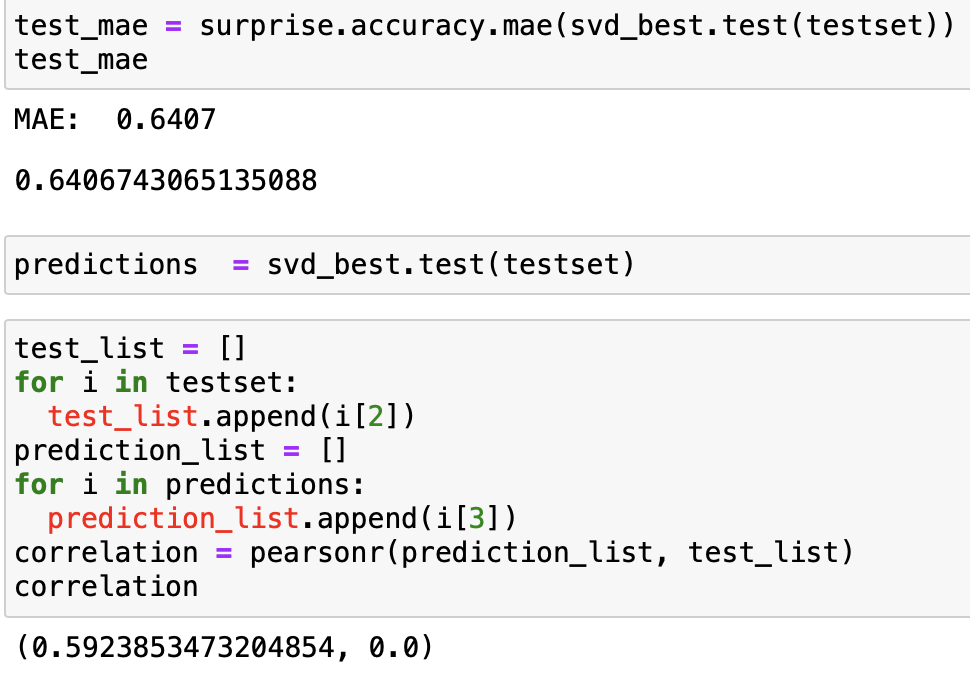 test_mae = surprise.accuracy.mae(svd_best.test(testset))
test_mae
MAE:  0.6407
0.6406743065135088
predictions  = svd_best.test(testset)
test_list = []
for i in testset:
  test_list.append(i[2])
prediction_list = []
for i in predictions:
  prediction_list.append(i[3])
correlation = pearsonr(prediction_list, test_list)
correlation
(0.5923853473204854, 0.0)